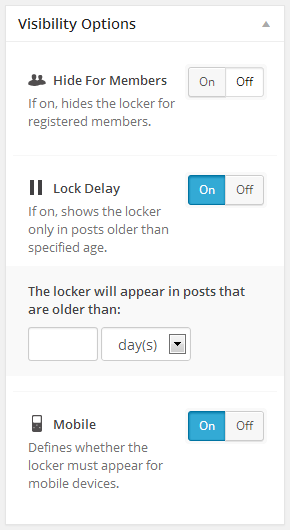 Visibility Options
Hide For Members
On Off
If on, hides the locker for
registered members.
Lock Delay
On Off
If on, shows the locker
only in posts older than
specified age.
The locker will appear in posts that
are older than:
day(s)
Mobile
On Off
Defines whether the
locker must appear for
mobile devices.